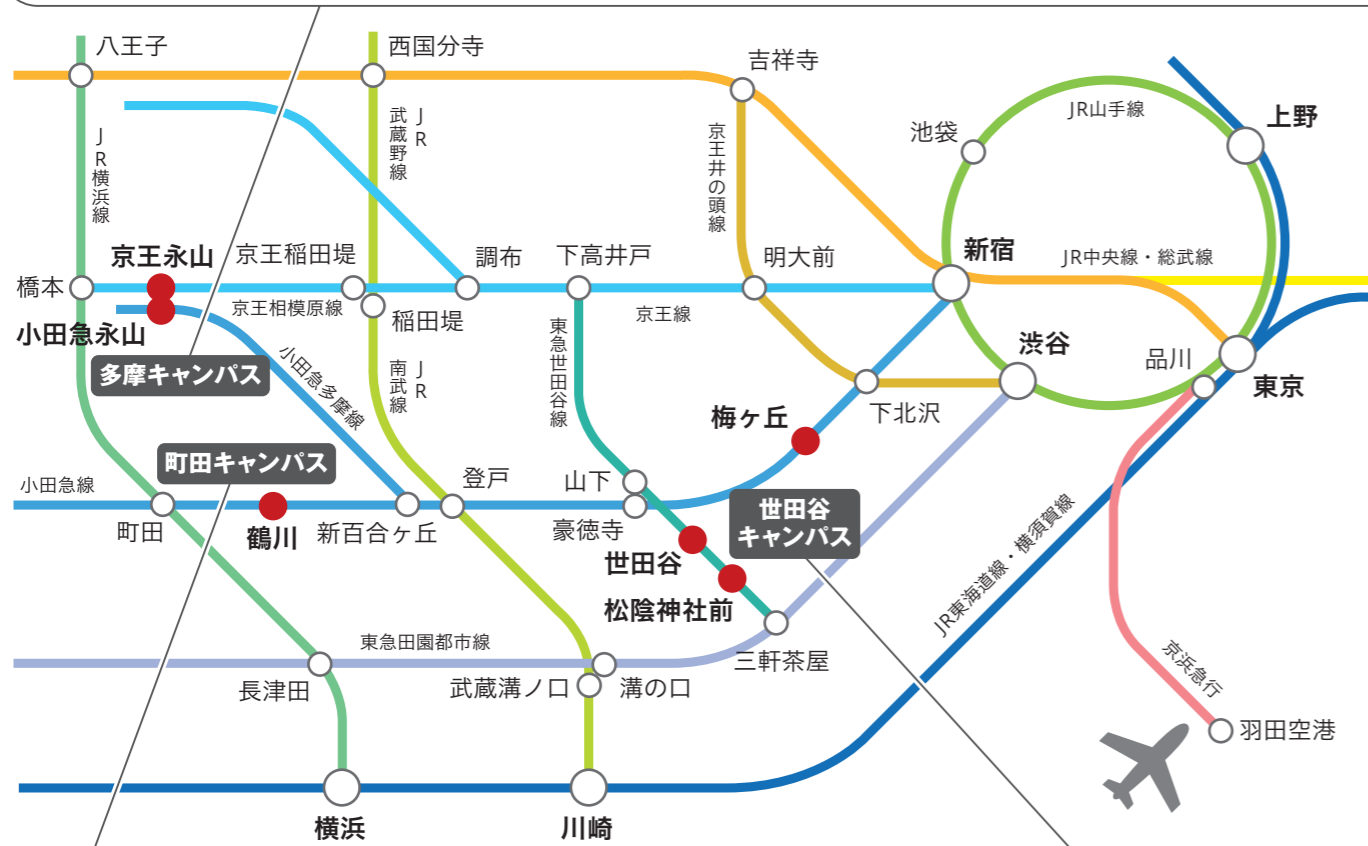 八王子
西国分寺
吉祥寺
JR山手線
上野
池袋
JR横浜線
JR
武蔵野線
京王井の頭線
京王永山
京王稲田堤
調布
下高井戸
明大前
新宿
JR中央線・総武線
橋本
京王相模原線
稲田堤
京王線
小田急永山
小田急多摩線
JR
南武線
東急世田谷線
渋谷
品川
東京
多摩キャンパス
下北沢
梅ヶ丘
町田キャンパス
小田急線
登戸
山下
世田谷
キャンパス
町田
鶴川
新百合ヶ丘
豪徳寺
世田谷
松陰神社前
JR東海道線・横須賀線
東急田園都市線
三軒茶屋
京浜急行
長津田
武蔵溝ノ口
溝の口
羽田空港
横浜
川崎